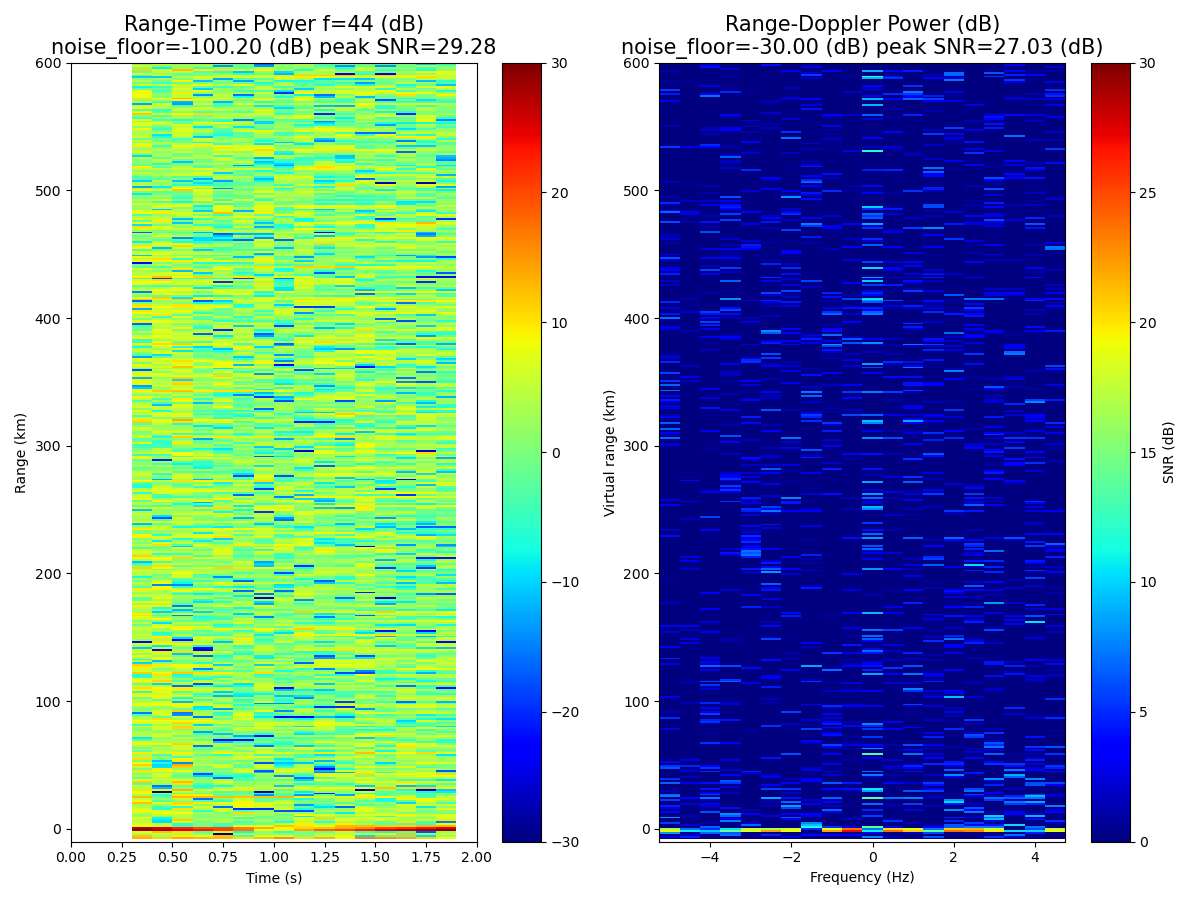 Range-Time Power f=44 (dB)
noise_floor=-100.20 (dB) peak SNR=29.28
Range (km)
600
500
400
300
200
100
0
0.00 0.25 0.50 0.75 1.00 1.25 1.50 1.75 2.00
Time (s)
30
20
10
0
−10
−20
−30
Range-Doppler Power (dB)
noise_floor=-30.00 (dB) peak SNR=27.03 (dB)
Virtual range (km)
600
500
400
300
200
100
0
−4 −2 0 2 4
Frequency (Hz)
30
25
20
15
10
5
0
SNR (dB)